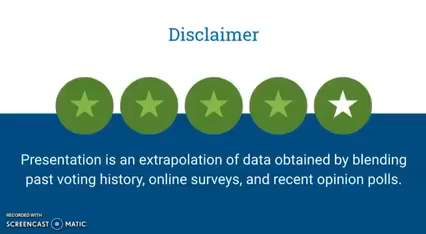 Disclaimer
Presentation is an extrapolation of data obtained by blending
past voting history, online surveys, and recent opinion polls.
RECORDED WITH
SCREENCAST MATIC